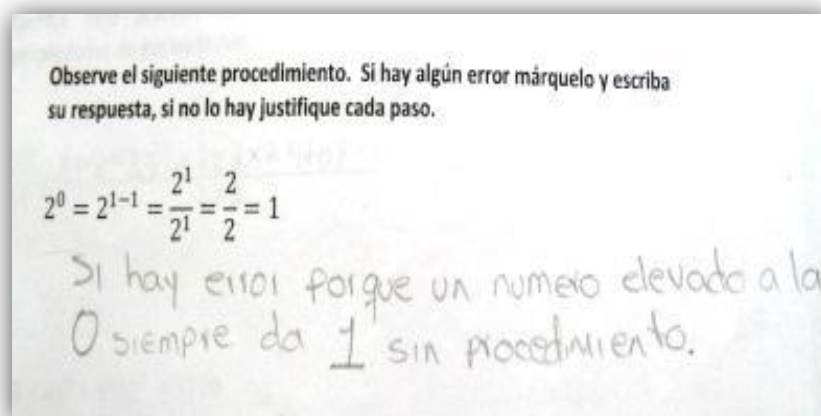 Observe el siguiente procedimiento. Si hay algún error márquelo y escriba
su respuesta, si no lo hay justifique cada paso.
2⁰ = 2¹⁻¹ = 2¹/2¹ = 2/2 = 1
Si hay error porque un numero elevado a la
0 siempre da 1 sin procedimiento.